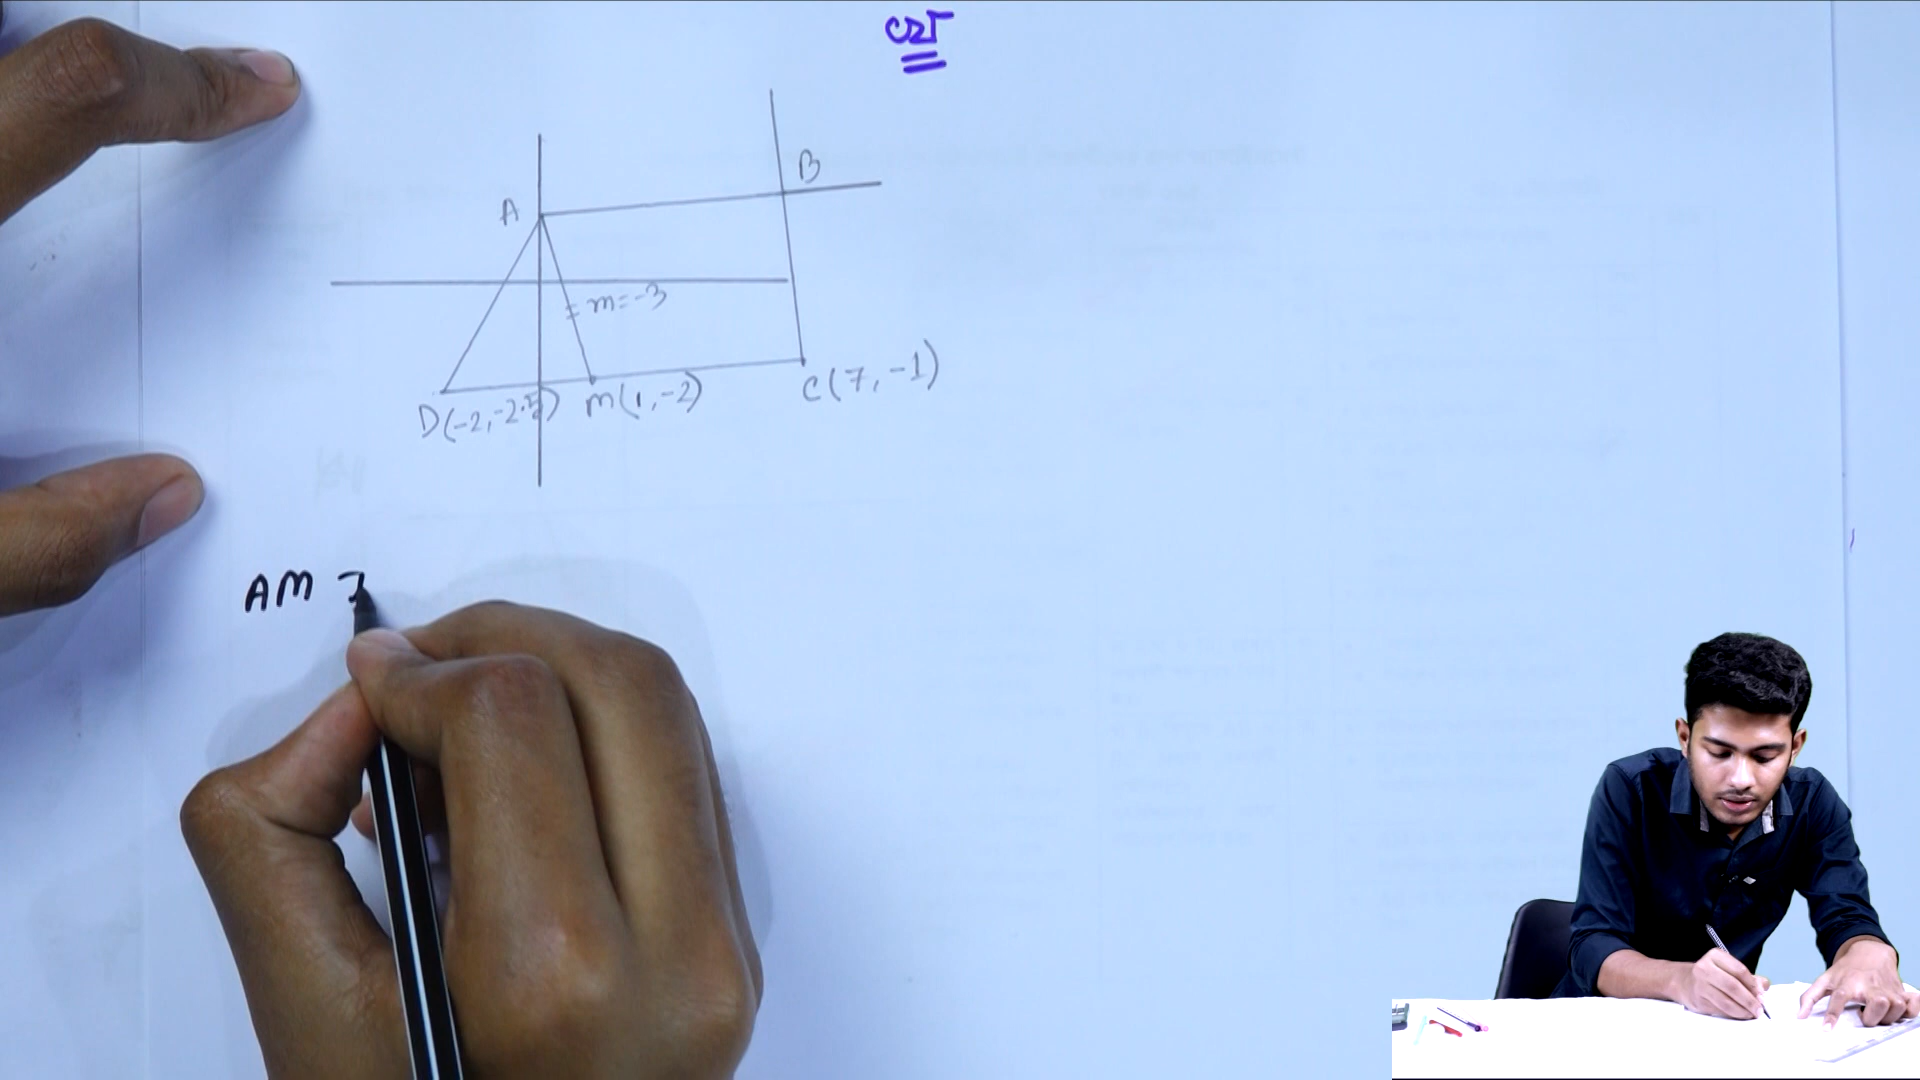 B
A
= m=-3
D(-2,-2.5) M(1,-2) C(7,-1)
AM